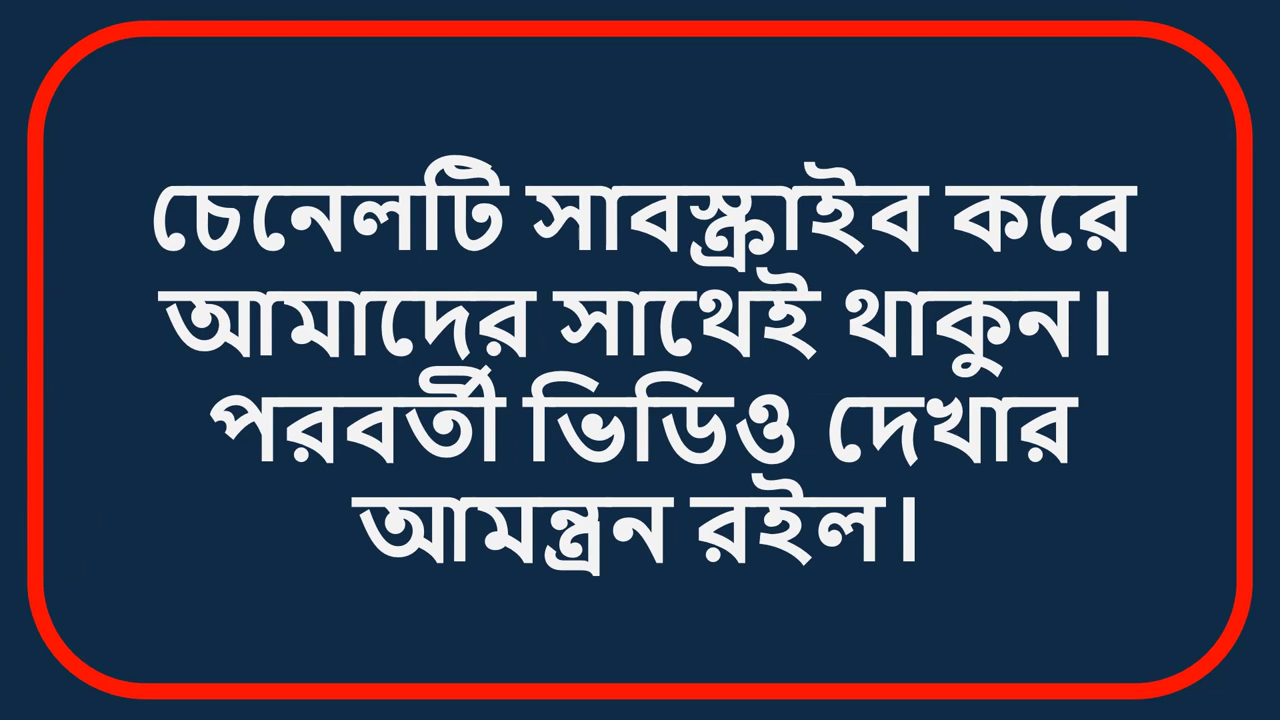 চেনেলটি সাবস্ক্রাইব করে
আমাদের সাথেই থাকুন।
পরবর্তী ভিডিও দেখার
আমন্ত্রন রইল।